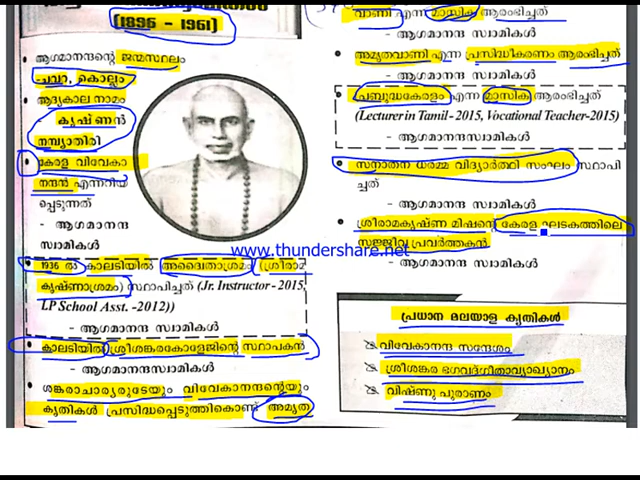 (1896 - 1961)
ആഗമാനന്ദന്റെ ജന്മസ്ഥലം
- ചവറ, കൊല്ലം
ആദ്യകാല നാമം
- കൃഷ്ണൻ
നമ്പ്യാതിരി
കേരള വിവേകാ
നന്ദൻ എന്നറിയ
പ്പെടുന്നത്
- ആഗമാനന്ദ
സ്വാമികൾ
1936 ൽ കാലടിയിൽ അദ്വൈതാശ്രമം (ശ്രീരാമ
കൃഷ്ണാശ്രമം) സ്ഥാപിച്ചത് (Jr. Instructor - 2015,
LP School Asst. -2012))
- ആഗമാനന്ദ സ്വാമികൾ
കാലടിയിൽ ശ്രീശങ്കരകോളേജിന്റെ സ്ഥാപകൻ
- ആഗമാനന്ദസ്വാമികൾ
ശങ്കരാചാര്യരുടേയും വിവേകാനന്ദന്റെയും
കൃതികൾ പ്രസിദ്ധപ്പെടുത്തികൊണ്ട് അമൃത
വാണി എന്ന മാസിക ആരംഭിച്ചത്
- ആഗമാനന്ദ സ്വാമികൾ
അമൃതവാണി എന്ന പ്രസിദ്ധീകരണം ആരംഭിച്ചത്
- ആഗമാനന്ദ സ്വാമികൾ
പ്രബുദ്ധകേരളം എന്ന മാസിക ആരംഭിച്ചത്
(Lecturer in Tamil - 2015, Vocational Teacher-2015)
- ആഗമാനന്ദസ്വാമികൾ
സനാതന ധർമ്മ വിദ്യാർത്ഥി സംഘം സ്ഥാപി
ച്ചത്
- ആഗമാനന്ദ സ്വാമികൾ
ശ്രീരാമകൃഷ്ണ മിഷന്റെ കേരള ഘടകത്തിലെ
സജ്ജീവ പ്രവർത്തകൻ
- ആഗമാനന്ദ സ്വാമികൾ
www.thundershare.net
പ്രധാന മലയാള കൃതികൾ
വിവേകാനന്ദ സന്ദേശം
ശ്രീശങ്കര ഭഗവദ്ഗീതാവ്യാഖ്യാനം
വിഷ്ണു പുരാണം